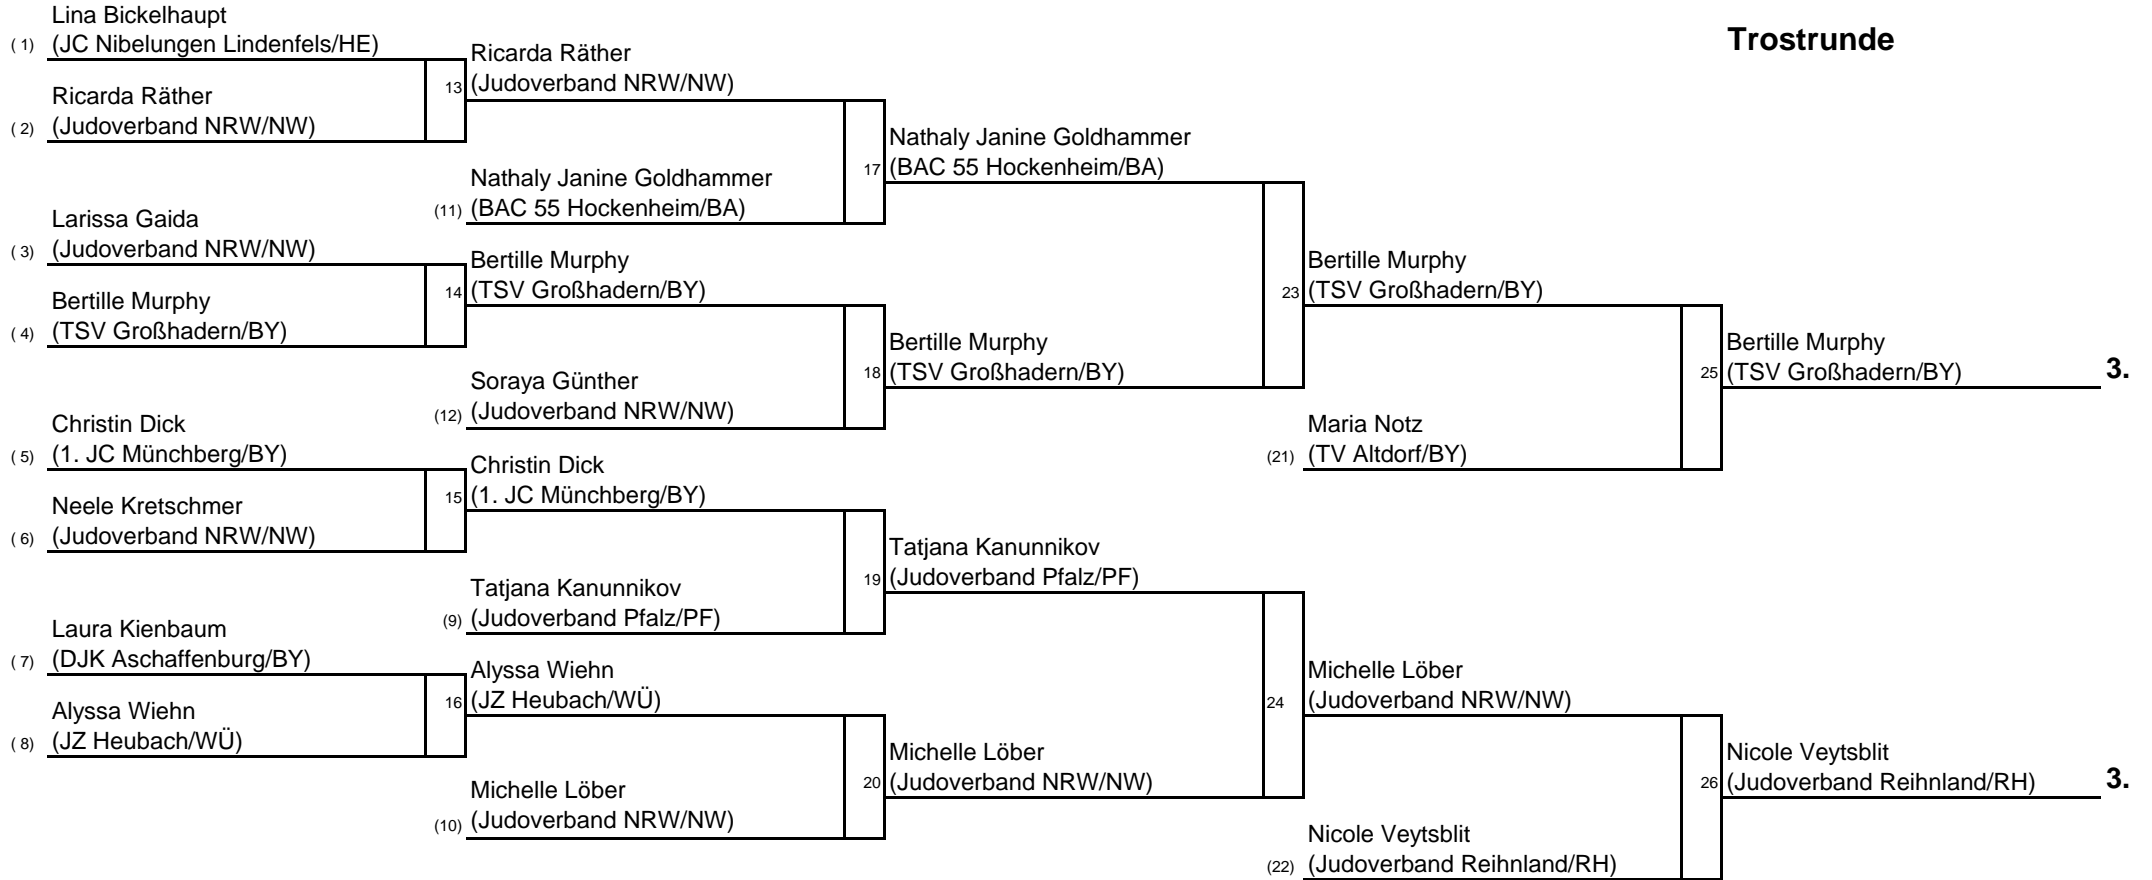 Trostrunde
Lina Bickelhaupt
( 1) (JC Nibelungen Lindenfels/HE)
Ricarda Räther
( 2) (Judoverband NRW/NW)
Larissa Gaida
( 3) (Judoverband NRW/NW)
Bertille Murphy
( 4) (TSV Großhadern/BY)
Christin Dick
( 5) (1. JC Münchberg/BY)
Neele Kretschmer
( 6) (Judoverband NRW/NW)
Laura Kienbaum
( 7) (DJK Aschaffenburg/BY)
Alyssa Wiehn
( 8) (JZ Heubach/WÜ)
Ricarda Räther
13 (Judoverband NRW/NW)
Nathaly Janine Goldhammer
(11) (BAC 55 Hockenheim/BA)
Bertille Murphy
14 (TSV Großhadern/BY)
Soraya Günther
(12) (Judoverband NRW/NW)
Christin Dick
15 (1. JC Münchberg/BY)
Tatjana Kanunnikov
(9) (Judoverband Pfalz/PF)
Alyssa Wiehn
16 (JZ Heubach/WÜ)
Michelle Löber
(10) (Judoverband NRW/NW)
Nathaly Janine Goldhammer
17 (BAC 55 Hockenheim/BA)
Bertille Murphy
18 (TSV Großhadern/BY)
Tatjana Kanunnikov
19 (Judoverband Pfalz/PF)
Michelle Löber
20 (Judoverband NRW/NW)
Bertille Murphy
23 (TSV Großhadern/BY)
Maria Notz
(21) (TV Altdorf/BY)
Michelle Löber
24 (Judoverband NRW/NW)
Nicole Veytsblit
(22) (Judoverband Reihnland/RH)
Bertille Murphy
25 (TSV Großhadern/BY) 3.
Nicole Veytsblit
26 (Judoverband Reihnland/RH) 3.